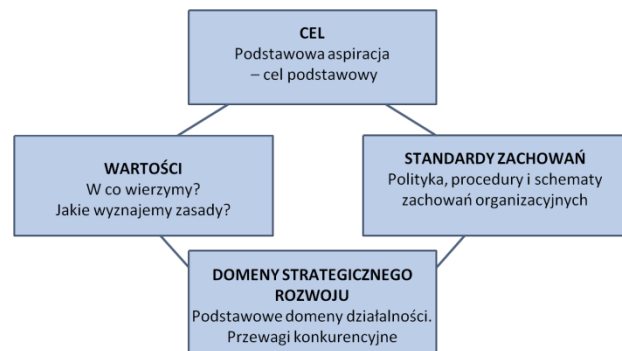 CEL
Podstawowa aspiracja
– cel podstawowy
WARTOŚCI
W co wierzymy?
Jakie wyznajemy zasady?
STANDARDY ZACHOWAŃ
Polityka, procedury i schematy
zachowań organizacyjnych
DOMENY STRATEGICZNEGO
ROZWOJU
Podstawowe domeny działalności.
Przewagi konkurencyjne